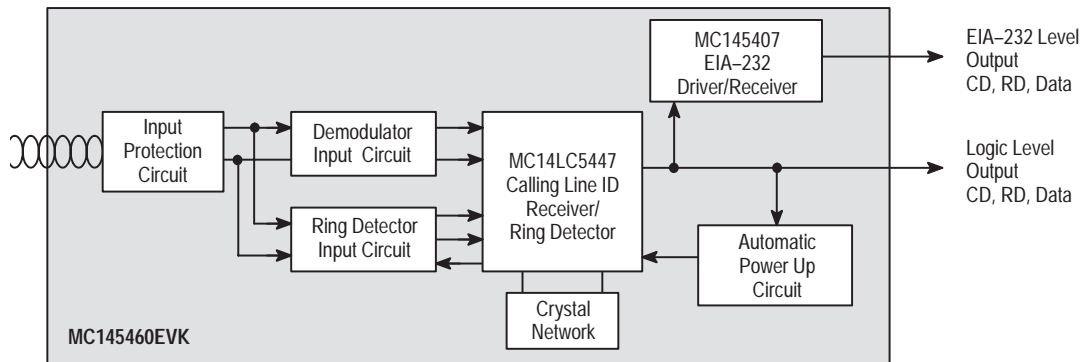 MC145407
EIA–232
Driver/Receiver
EIA–232 Level
Output
CD, RD, Data
Input
Protection
Circuit
Demodulator
Input Circuit
MC14LC5447
Calling Line ID
Receiver/
Ring Detector
Logic Level
Output
CD, RD, Data
Ring Detector
Input Circuit
Automatic
Power Up
Circuit
Crystal
Network
MC145460EVK